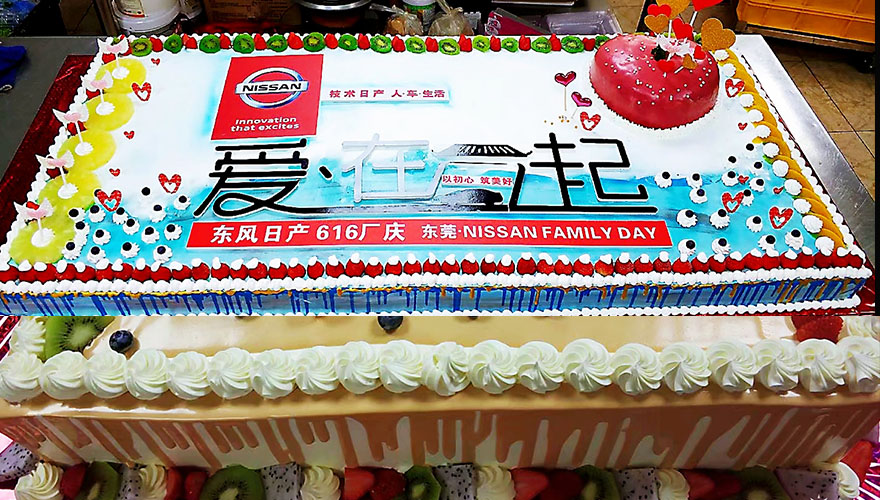 NISSAN
Innovation
that excites
技术日产 人·车·生活
爱·在一起
以初心 筑美好
东风日产616厂庆 东莞·NISSAN FAMILY DAY